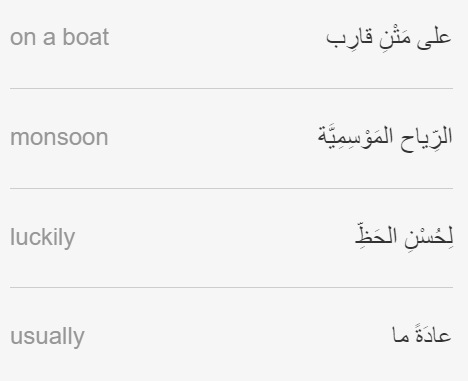 on a boat على مَتْنِ قارِب
monsoon الرِّياح المَوْسِمِيَّة
luckily لِحُسْنِ الحَظِّ
usually عادَةً ما